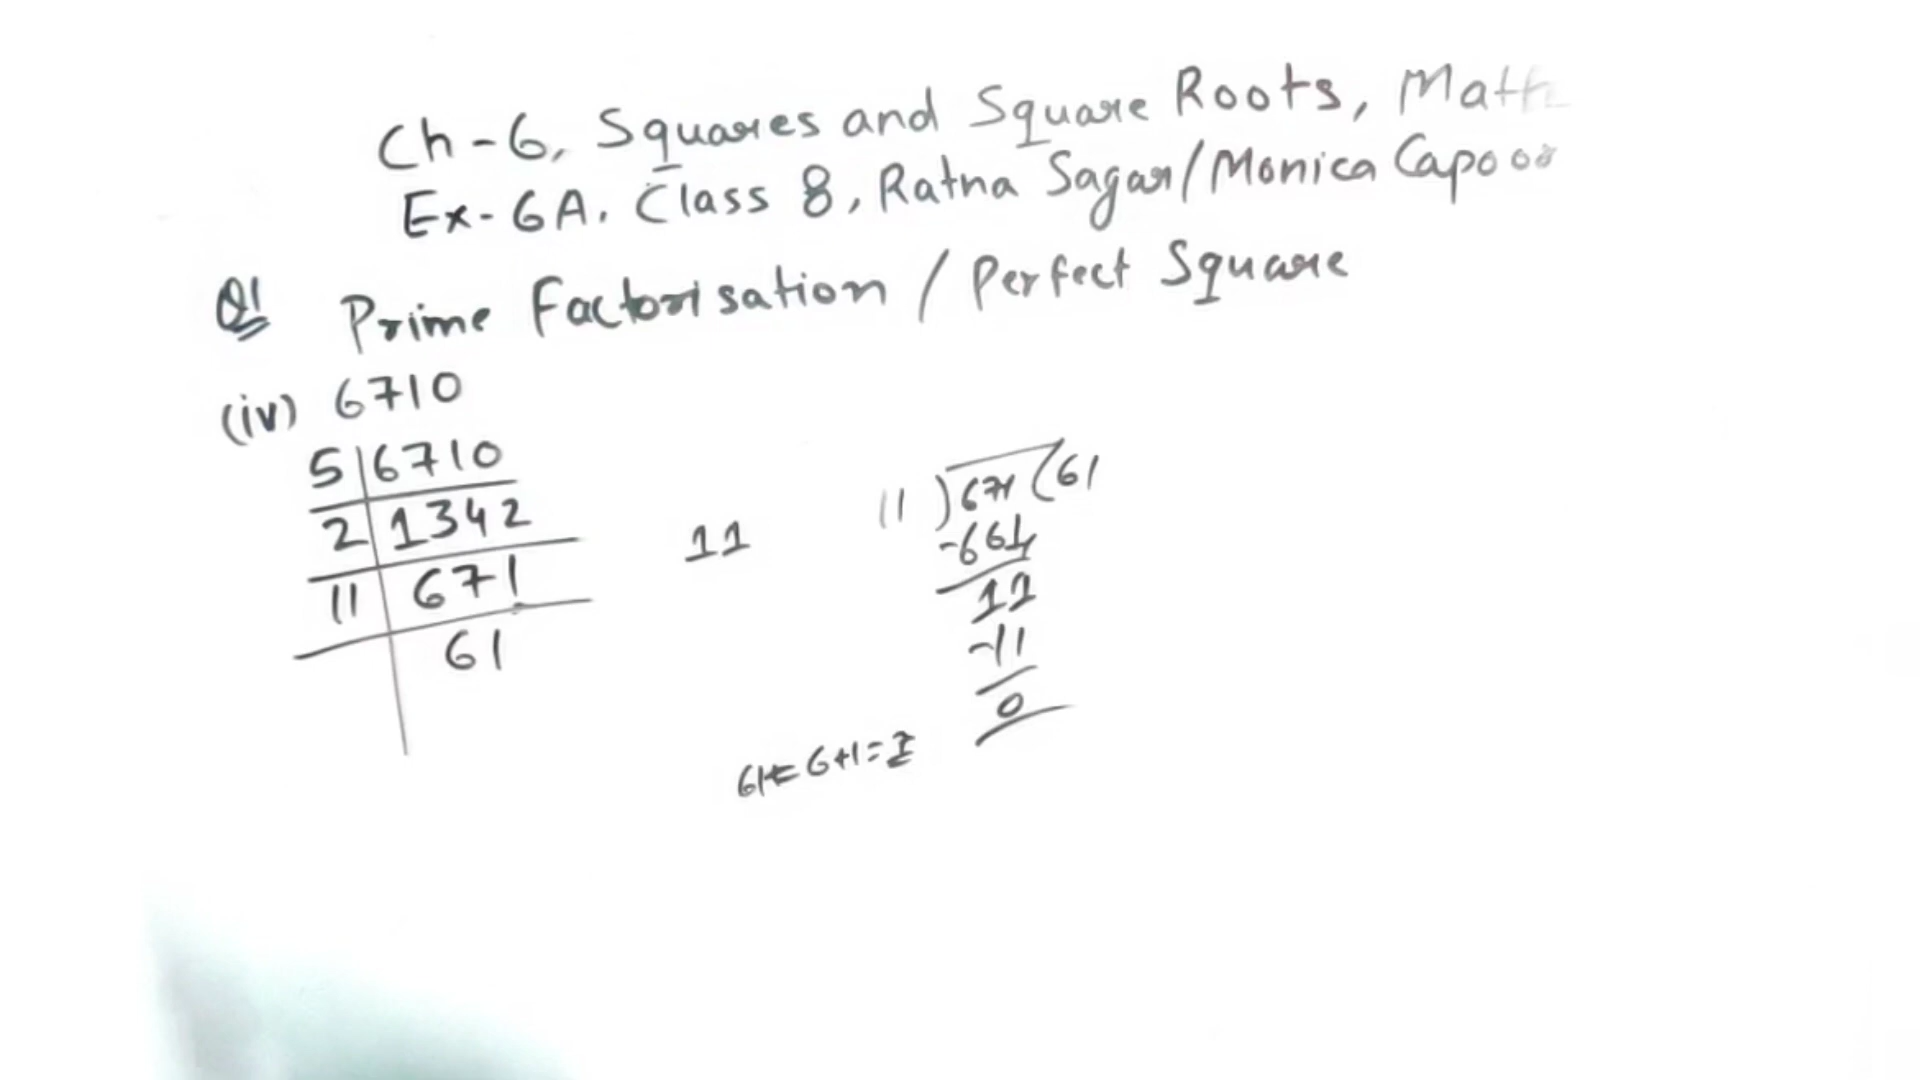 Ch-6, Squares and Square Roots, Math
Ex-6A. Class 8, Ratna Sagar/Monica Capoor
Q1 Prime Factorisation / Perfect Square
(iv) 6710
5|6710
2|1342
11|671
61
11
11)671(61
-66
11
-11
0
61= 6+1=7